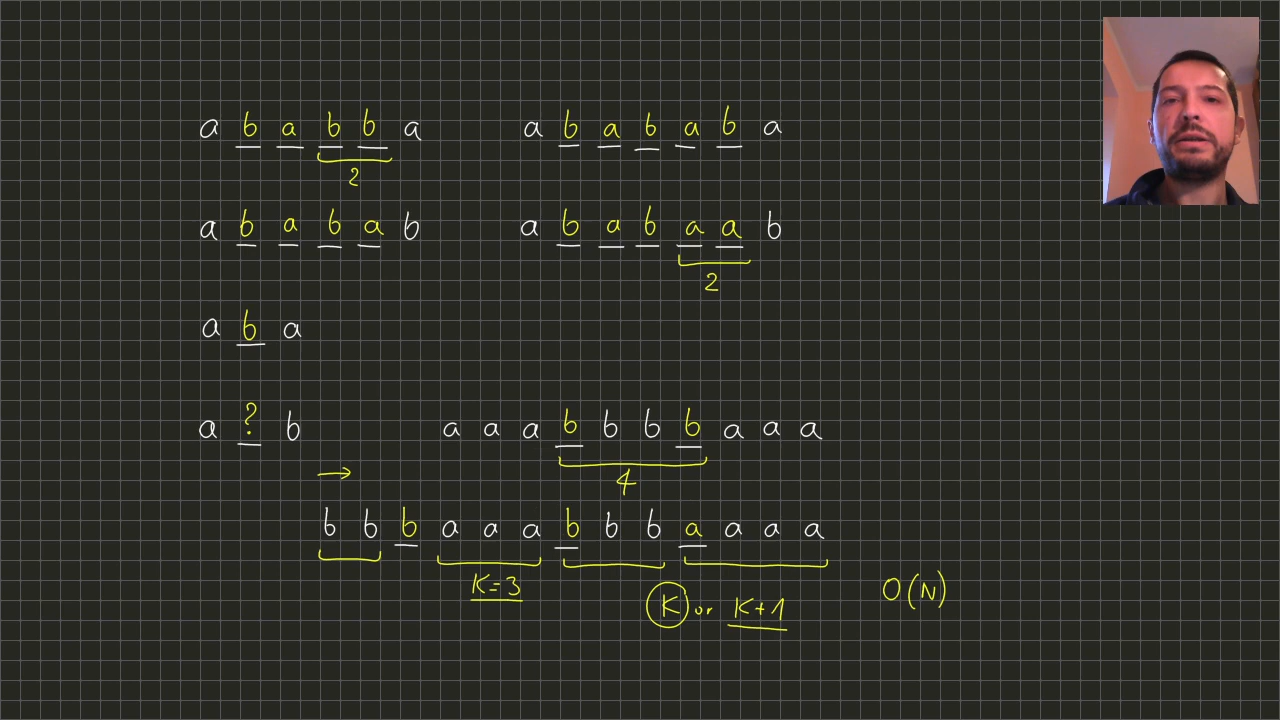 a b a b b a a b a b a b a
2
a b a b a b a b a b a a b
2
a b a
a ? b a a a b b b b a a a
4
b b b a a a b b b a a a a
K=3 K or K+1 O(N)